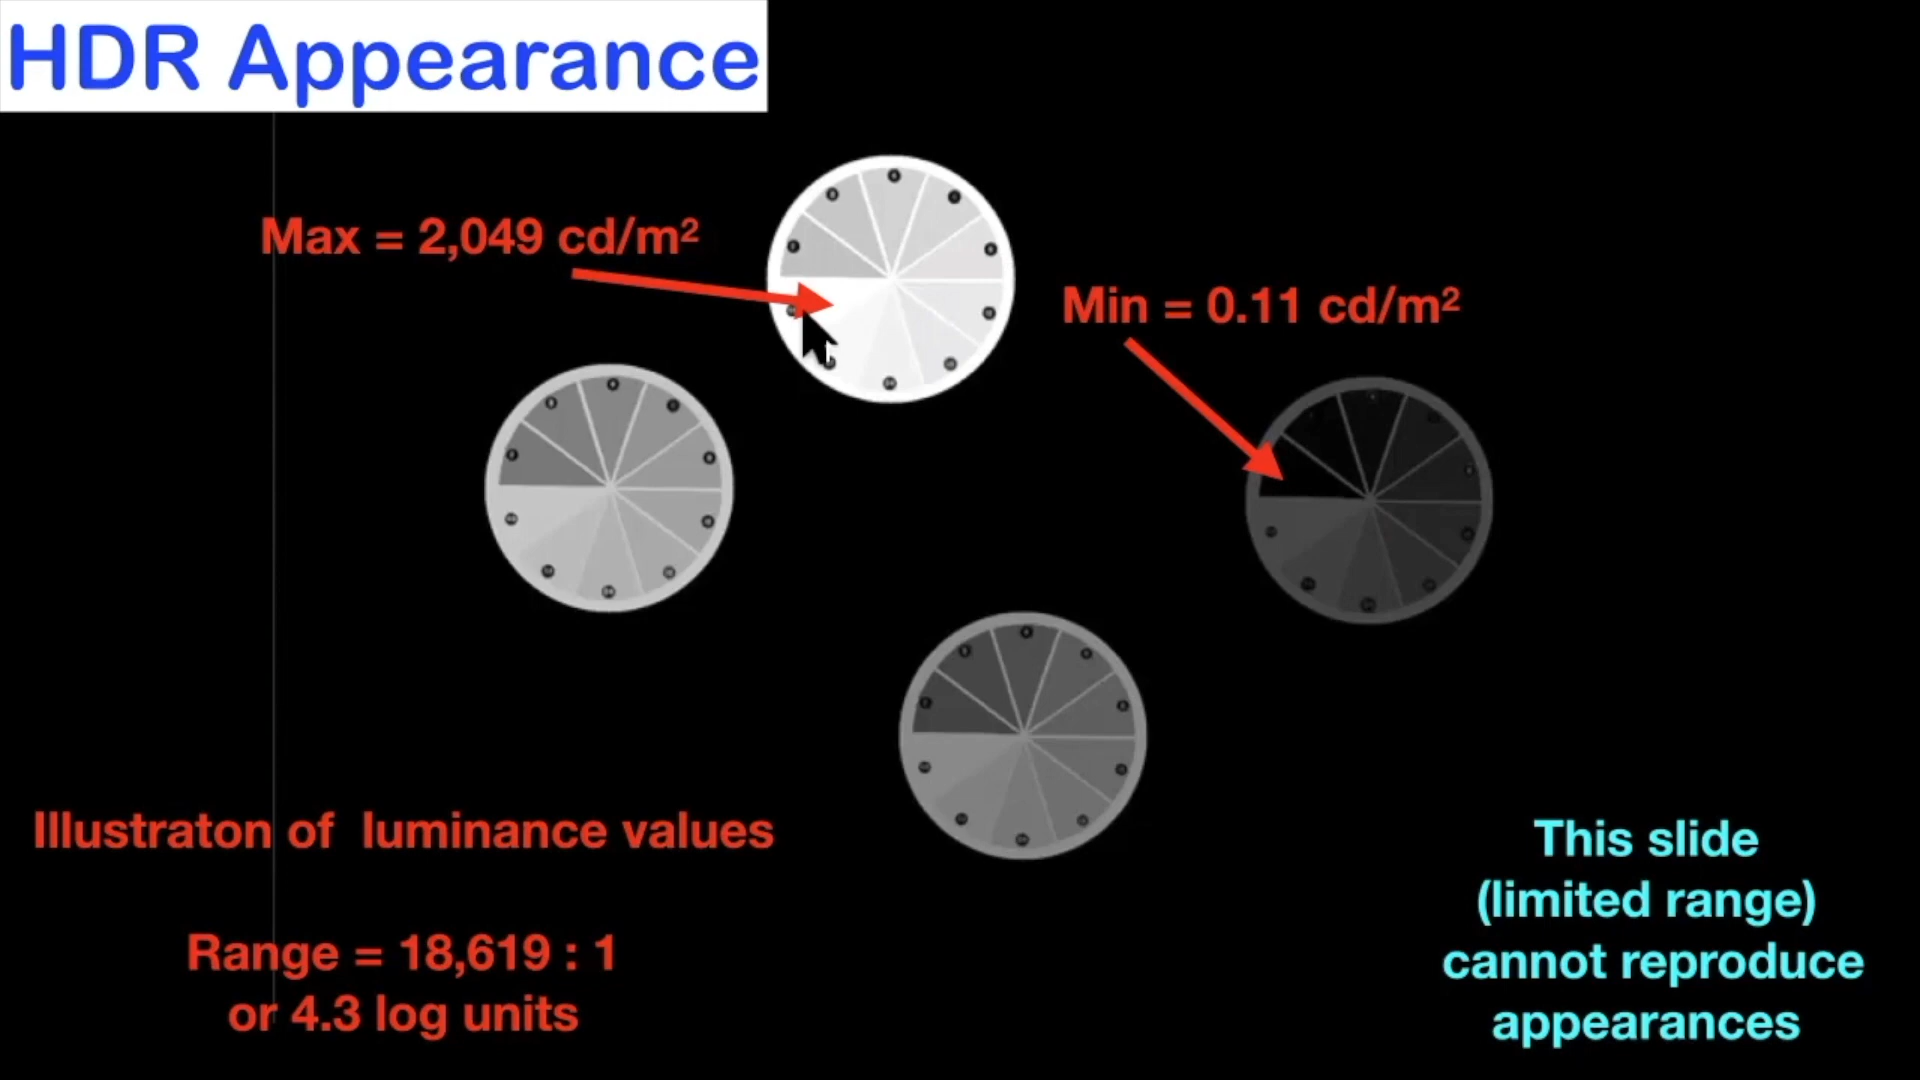 HDR Appearance
Max = 2,049 cd/m²
Min = 0.11 cd/m²
Illustraton of luminance values
Range = 18,619 : 1
or 4.3 log units
This slide
(limited range)
cannot reproduce
appearances